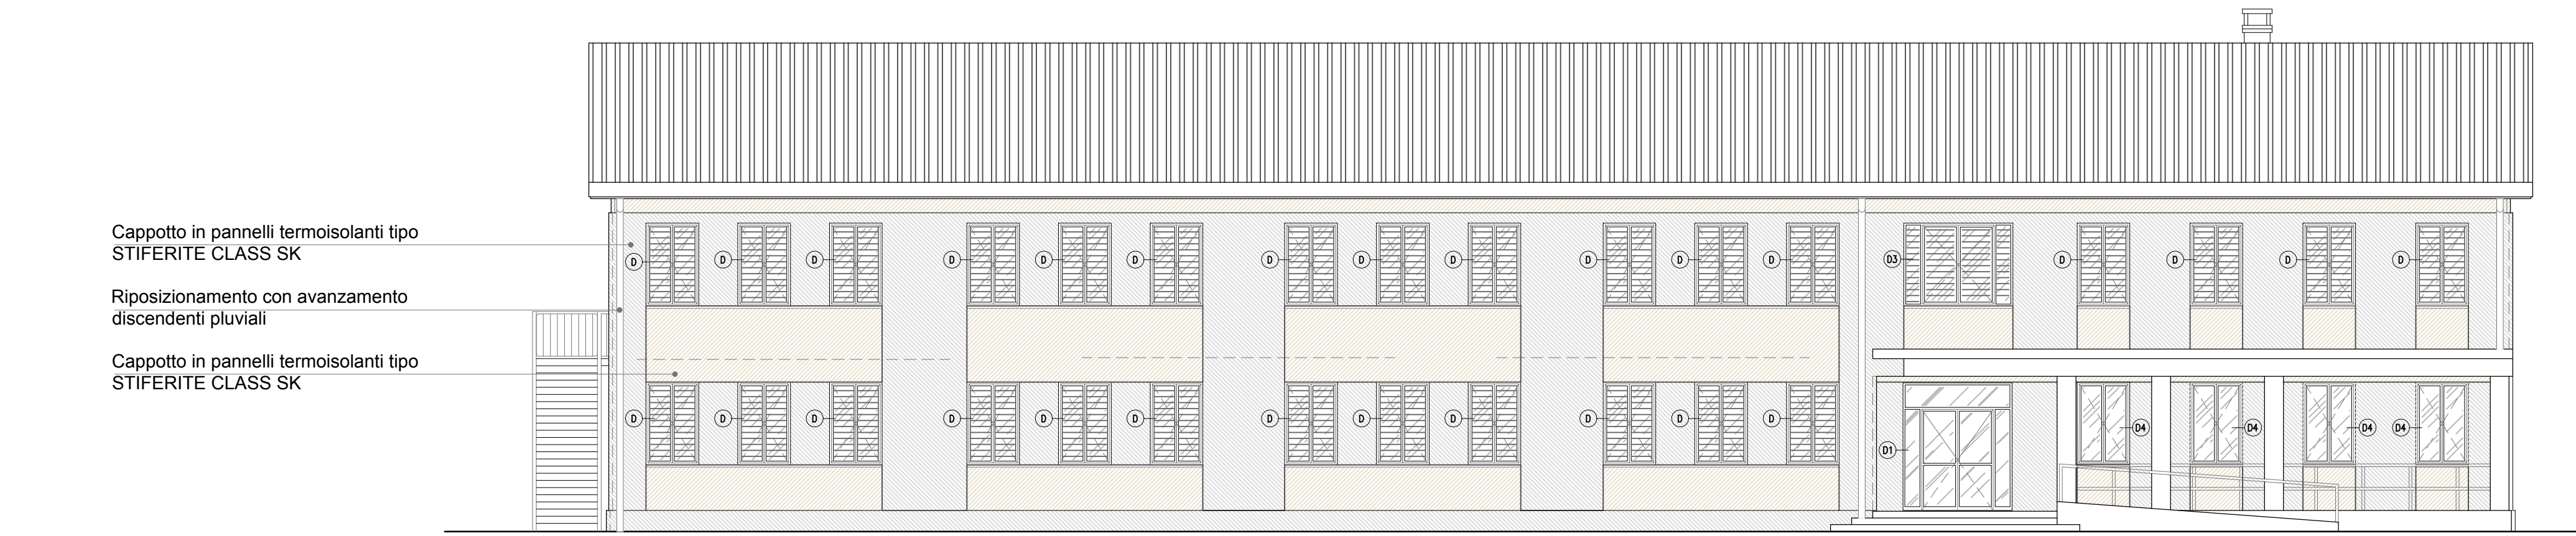 Cappotto in pannelli termoisolanti tipo
STIFERITE CLASS SK
Riposizionamento con avanzamento
discendenti pluviali
Cappotto in pannelli termoisolanti tipo
STIFERITE CLASS SK
D D D D D D D D D D D D D3 D D D D
D D D D D D D D D D D D D1 D4 D4 D4 D4